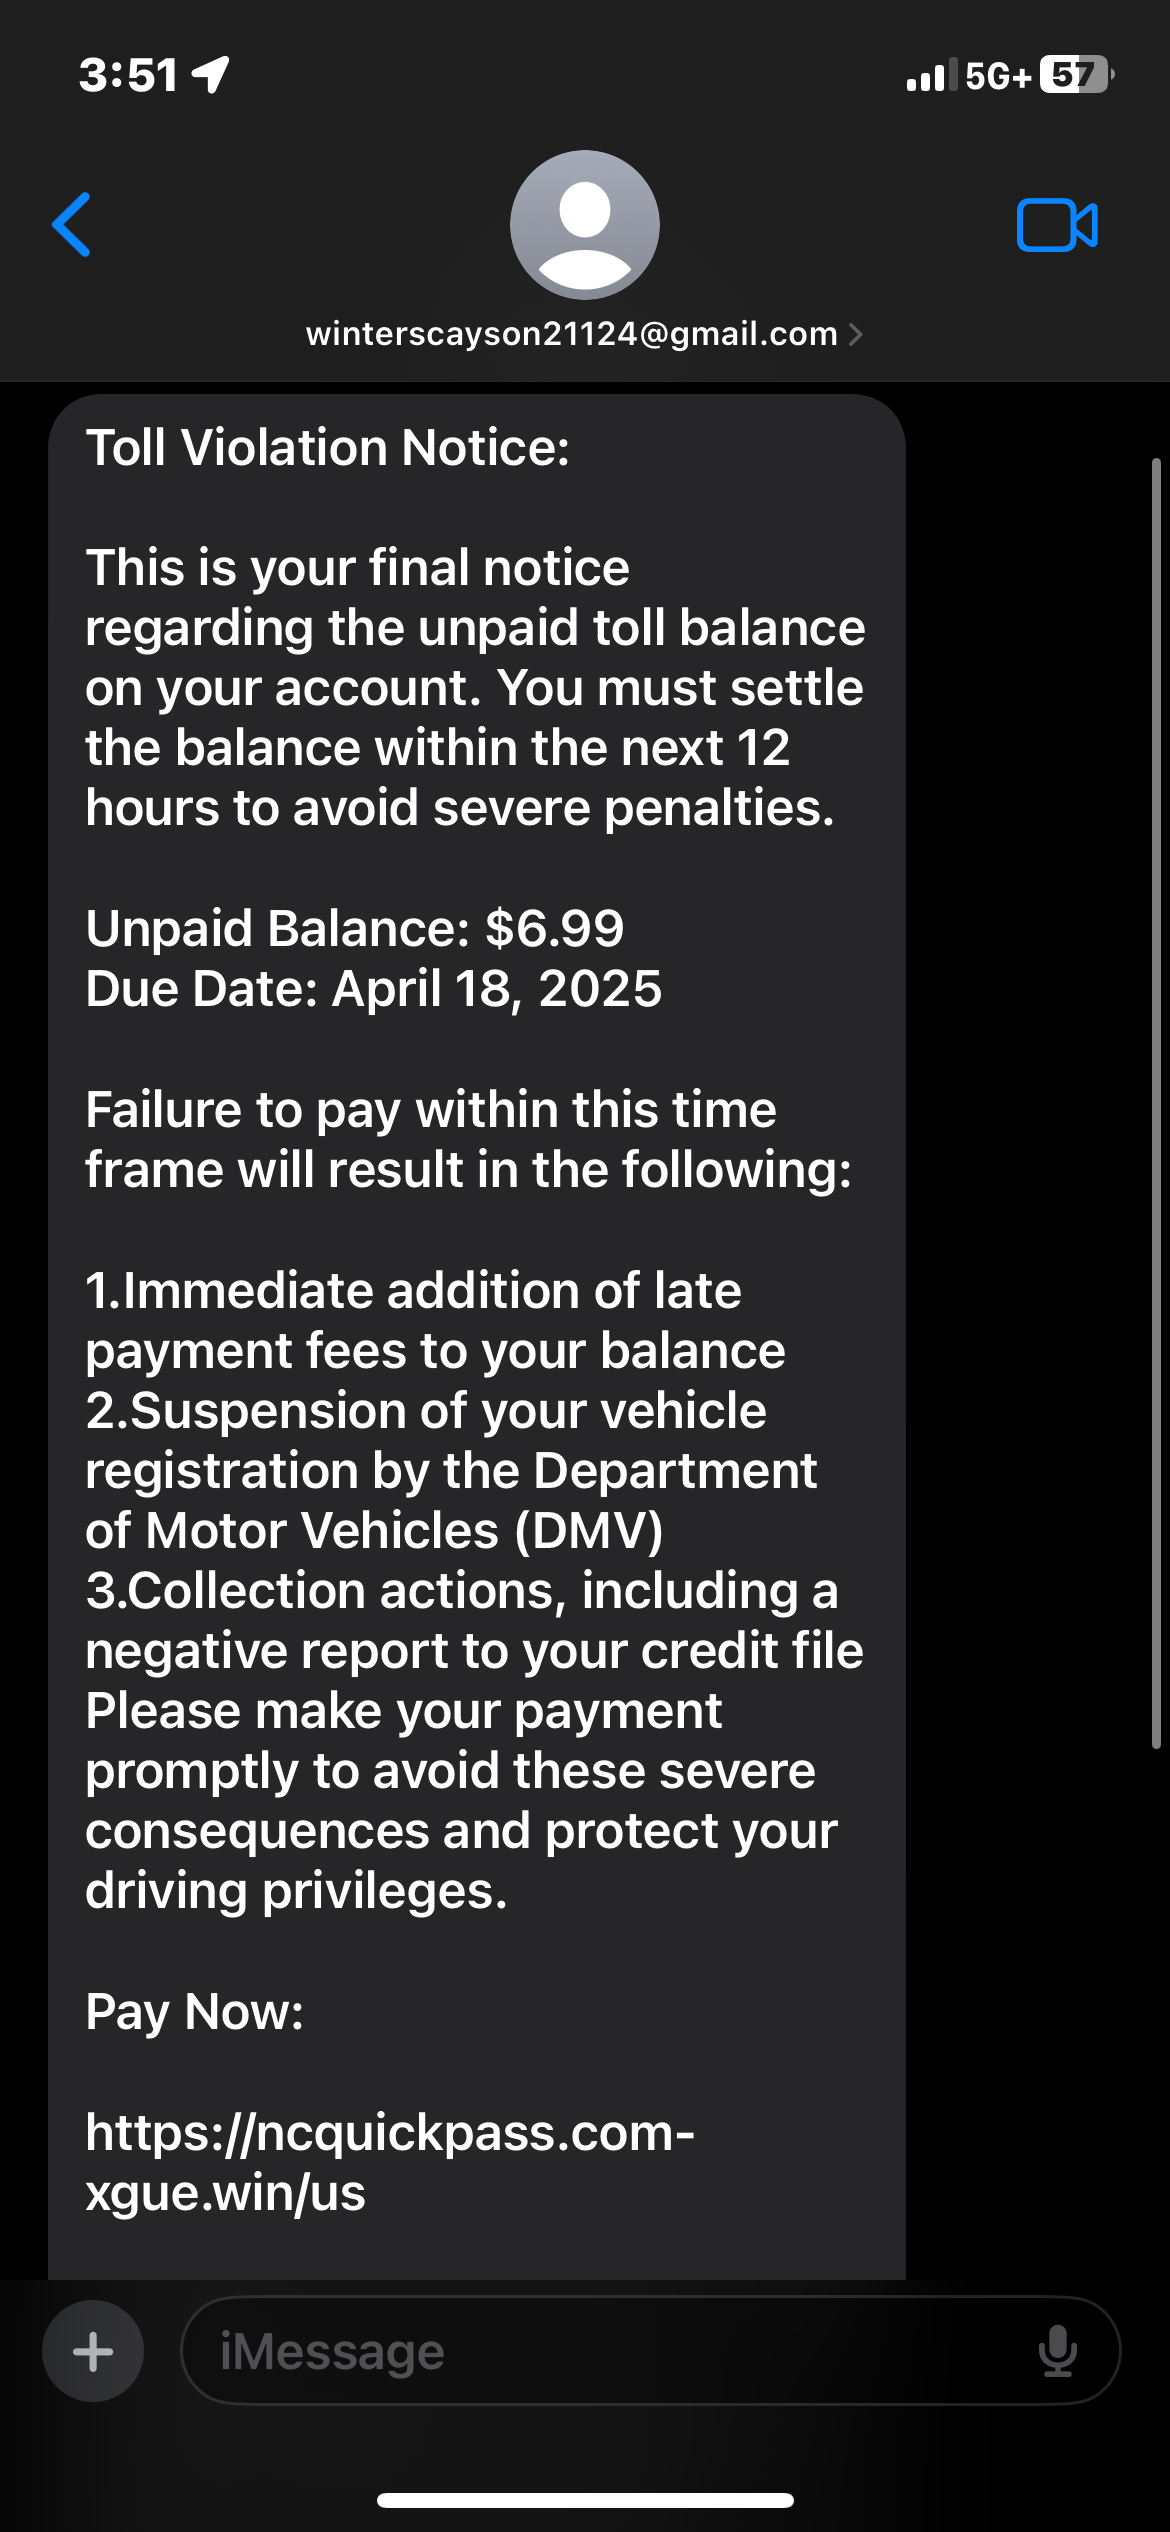 3:51
5G+ 57
winterscayson21124@gmail.com
Toll Violation Notice:
This is your final notice
regarding the unpaid toll balance
on your account. You must settle
the balance within the next 12
hours to avoid severe penalties.
Unpaid Balance: $6.99
Due Date: April 18, 2025
Failure to pay within this time
frame will result in the following:
1.Immediate addition of late
payment fees to your balance
2.Suspension of your vehicle
registration by the Department
of Motor Vehicles (DMV)
3.Collection actions, including a
negative report to your credit file
Please make your payment
promptly to avoid these severe
consequences and protect your
driving privileges.
Pay Now:
https://ncquickpass.com-
xgue.win/us
iMessage